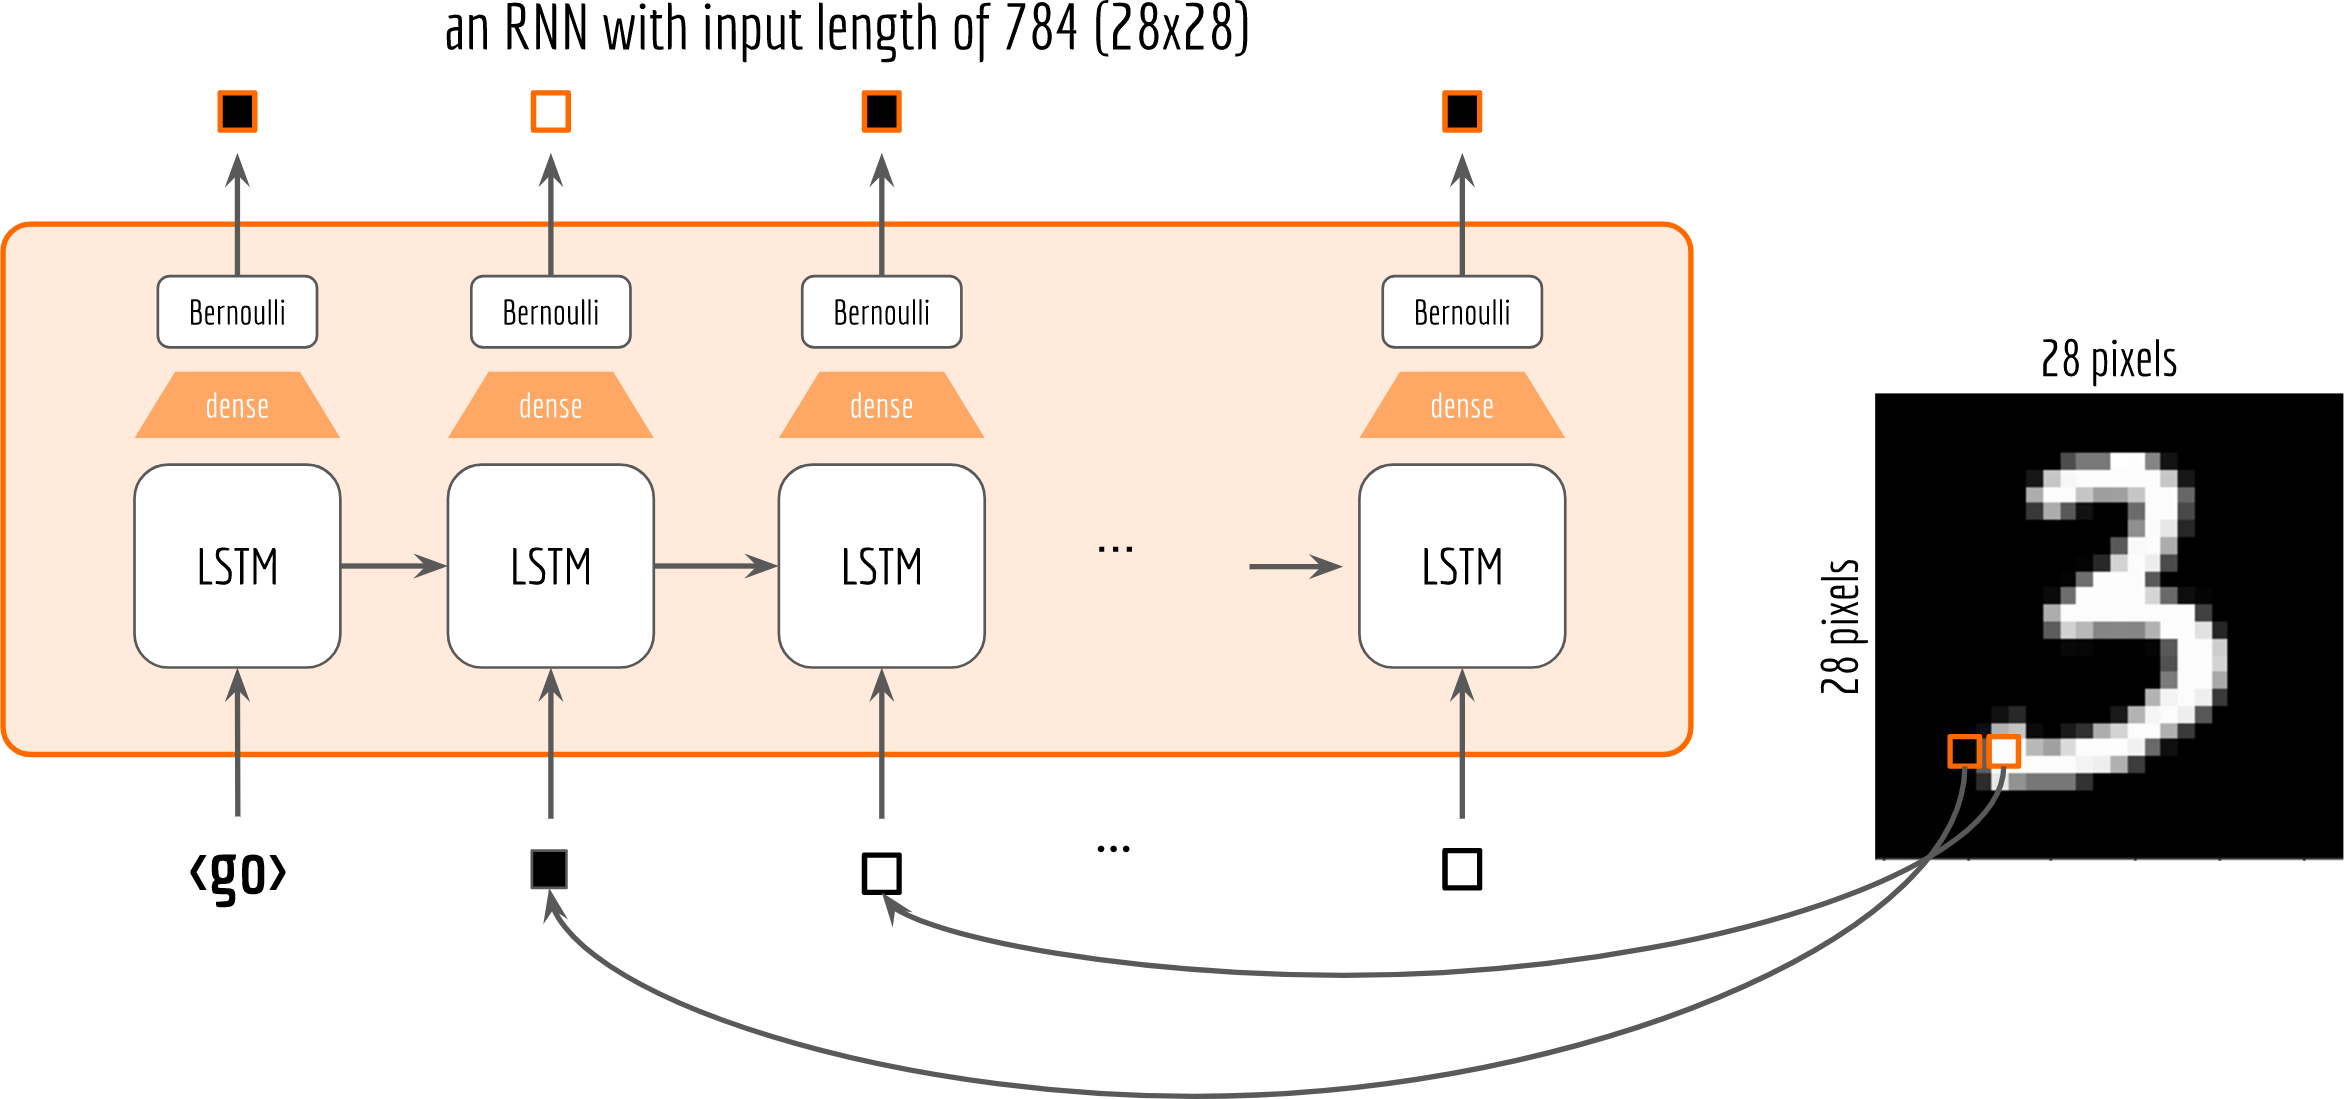 an RNN with input length of 784 (28x28)
Bernoulli Bernoulli Bernoulli Bernoulli
dense dense dense dense
LSTM LSTM LSTM ... LSTM
<go> ...
28 pixels
28 pixels